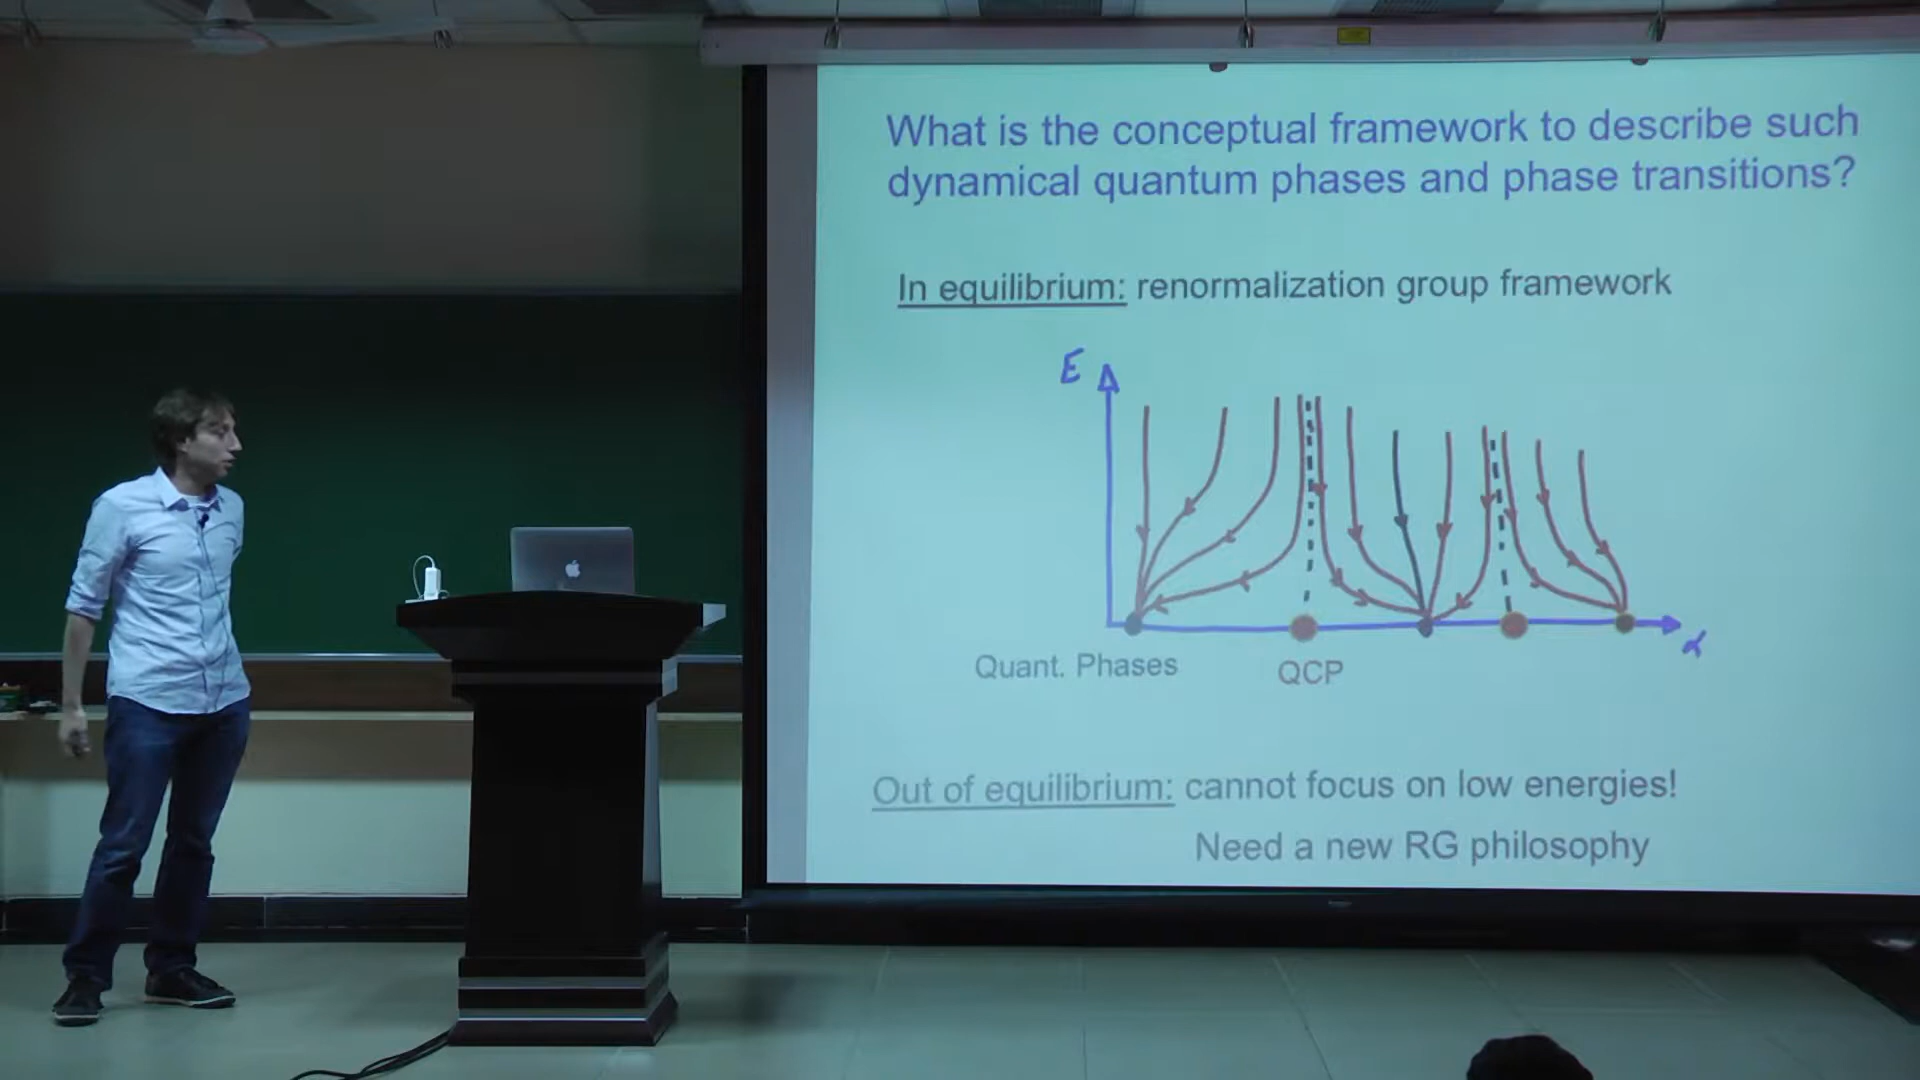 What is the conceptual framework to describe such
dynamical quantum phases and phase transitions?
In equilibrium: renormalization group framework
E
α
Quant. Phases
QCP
Out of equilibrium: cannot focus on low energies!
Need a new RG philosophy